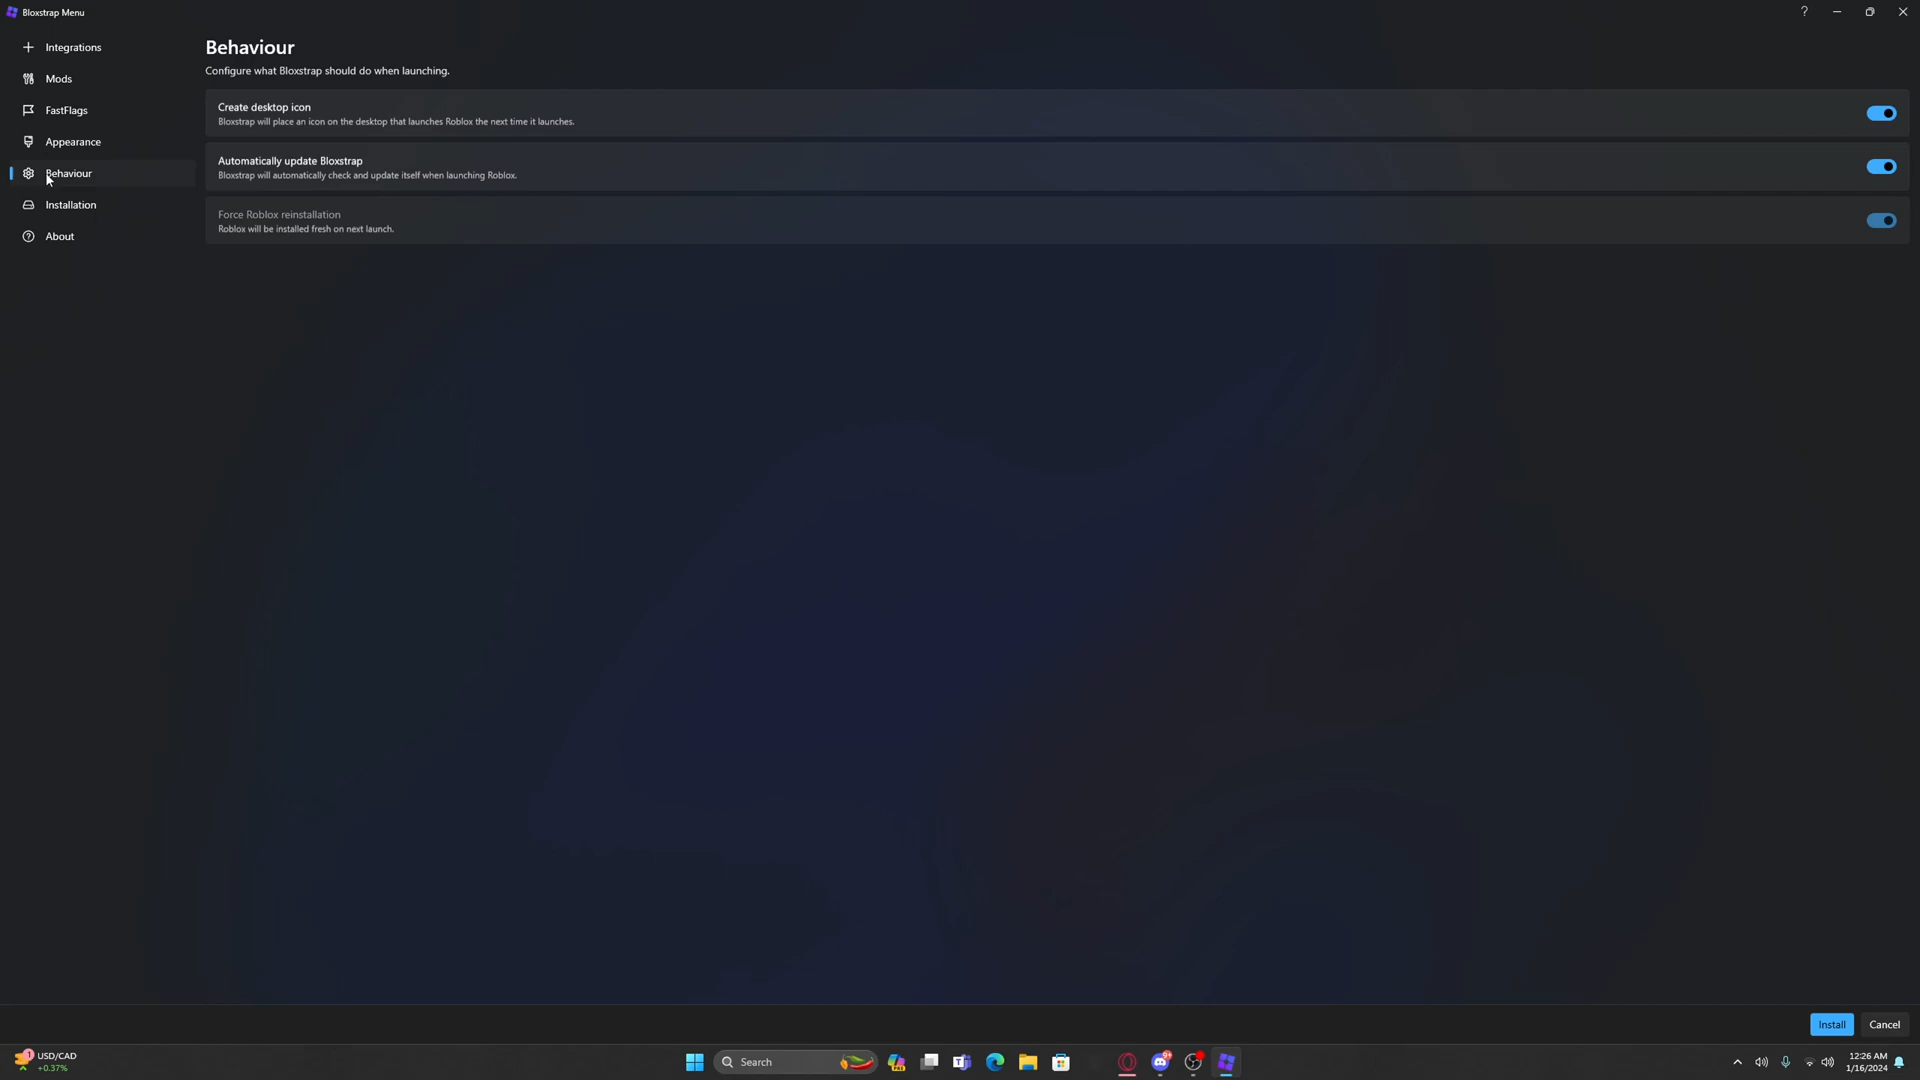 Bloxstrap Menu
?
Integrations
Mods
FastFlags
Appearance
Behaviour
Installation
About
Behaviour
Configure what Bloxstrap should do when launching.
Create desktop icon
Bloxstrap will place an icon on the desktop that launches Roblox the next time it launches.
Automatically update Bloxstrap
Bloxstrap will automatically check and update itself when launching Roblox.
Force Roblox reinstallation
Roblox will be installed fresh on next launch.
Install
Cancel
1
USD/CAD
+0.37%
Search
PRE
9+
12:26 AM
1/16/2024